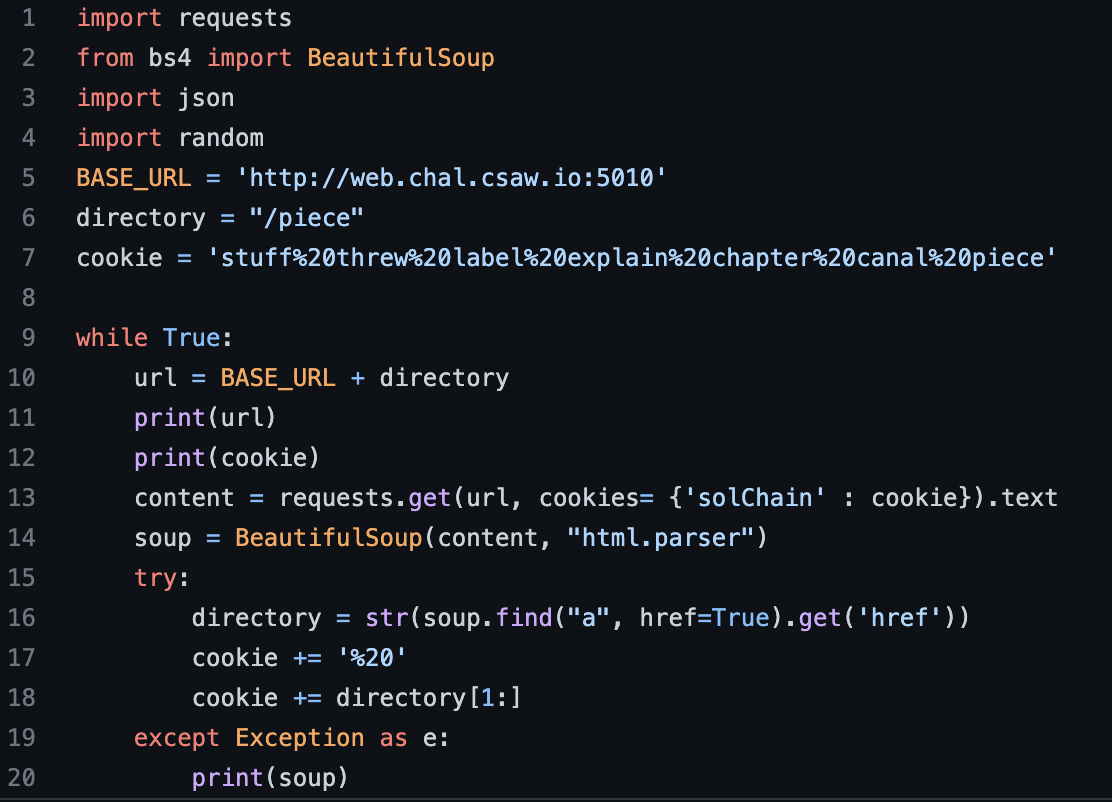 1 import requests
2 from bs4 import BeautifulSoup
3 import json
4 import random
5 BASE_URL = 'http://web.chal.csaw.io:5010'
6 directory = "/piece"
7 cookie = 'stuff%20threw%20label%20explain%20chapter%20canal%20piece'
8
9 while True:
10     url = BASE_URL + directory
11     print(url)
12     print(cookie)
13     content = requests.get(url, cookies= {'solChain' : cookie}).text
14     soup = BeautifulSoup(content, "html.parser")
15     try:
16         directory = str(soup.find("a", href=True).get('href'))
17         cookie += '%20'
18         cookie += directory[1:]
19     except Exception as e:
20         print(soup)